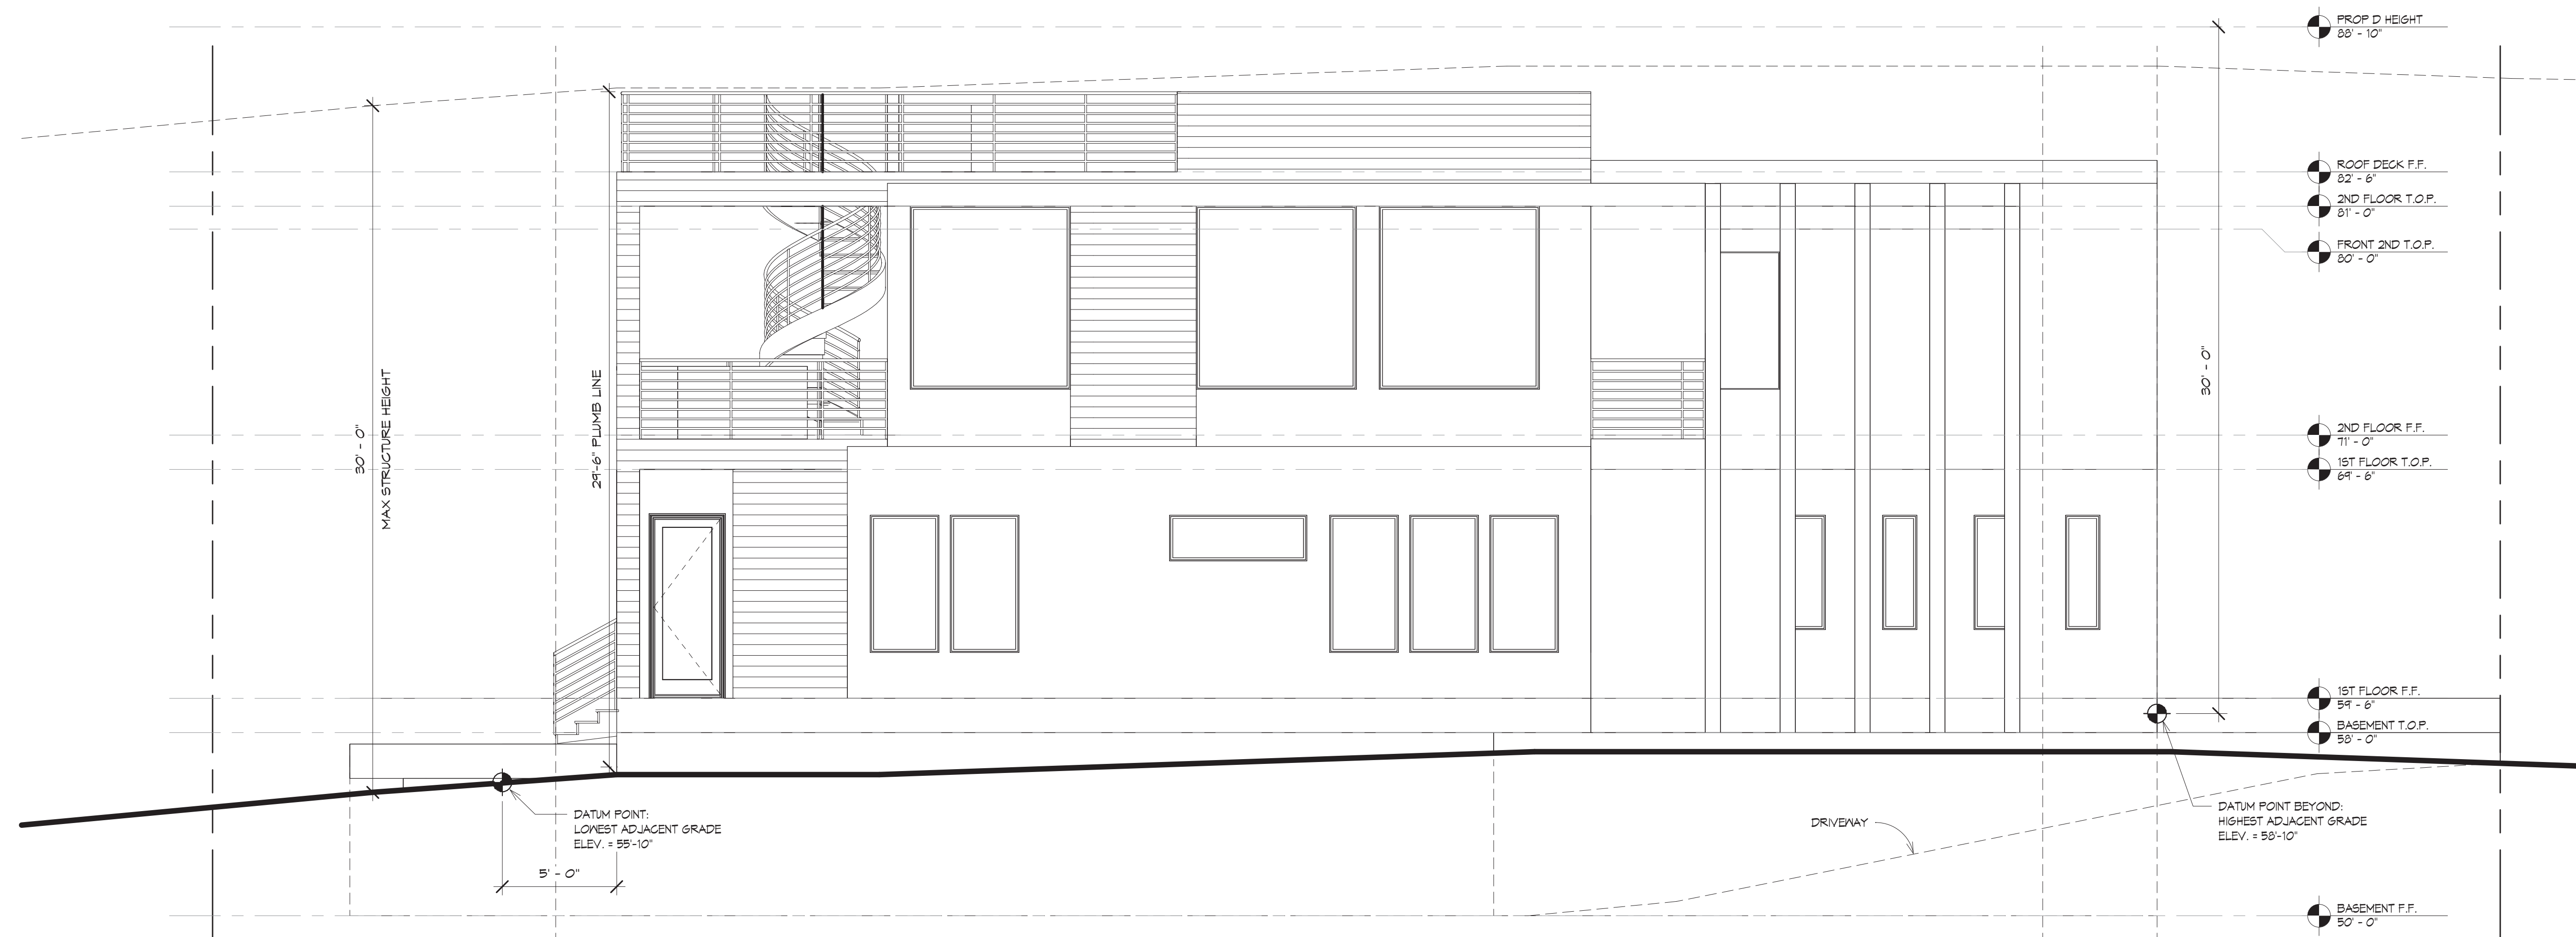 PROP D HEIGHT
88' - 10"
ROOF DECK F.F.
82' - 6"
2ND FLOOR T.O.P.
81' - 0"
FRONT 2ND T.O.P.
80' - 0"
30' - 0"
MAX STRUCTURE HEIGHT
29'-6" PLUMB LINE
30' - 0"
2ND FLOOR F.F.
71' - 0"
1ST FLOOR T.O.P.
69' - 6"
1ST FLOOR F.F.
59' - 6"
BASEMENT T.O.P.
58' - 0"
DATUM POINT:
LOWEST ADJACENT GRADE
ELEV. = 55'-10"
5' - 0"
DRIVEWAY
DATUM POINT BEYOND:
HIGHEST ADJACENT GRADE
ELEV. = 58'-10"
BASEMENT F.F.
50' - 0"